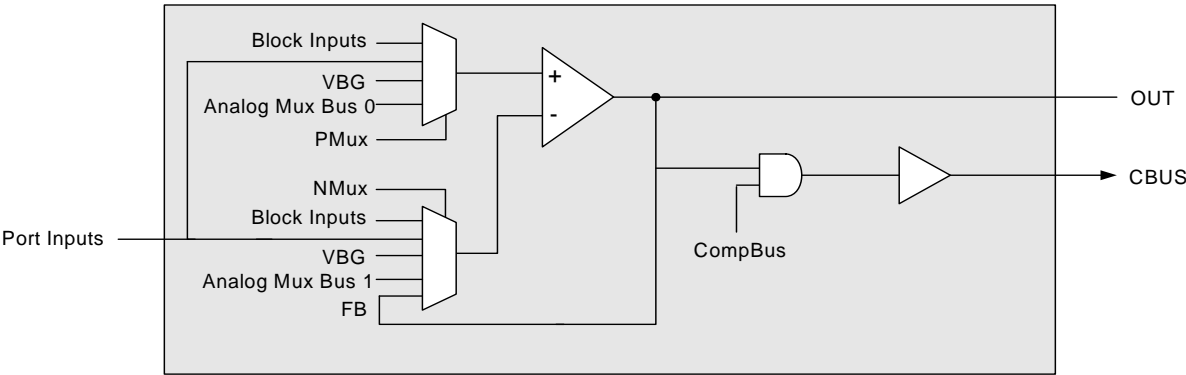 Block Inputs
VBG
Analog Mux Bus 0
PMux
+
-
OUT
NMux
Block Inputs
CBUS
Port Inputs
VBG
CompBus
Analog Mux Bus 1
FB